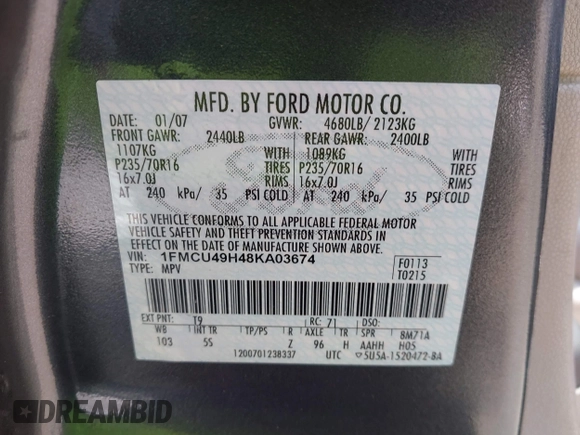 MFD. BY FORD MOTOR CO.
DATE: 01/07 GVWR: 4680LB/ 2123KG
FRONT GAWR: 2440LB REAR GAWR: 2400LB
1107KG WITH 1089KG WITH
P235/70R16 TIRES P235/70R16 TIRES
16x7.0J RIMS 16x7.0J RIMS
AT 240 kPa/ 35 PSI COLD AT 240 kPa/ 35 PSI COLD
THIS VEHICLE CONFORMS TO ALL APPLICABLE FEDERAL MOTOR
VEHICLE SAFETY AND THEFT PREVENTION STANDARDS IN
EFFECT ON THE DATE OF MANUFACTURE SHOWN ABOVE.
VIN: 1FMCU49H48KA03674 F0113
TYPE: MPV T0215
EXT PNT: T9 RC: 71 DSO:
WB INT TR TP/PS R AXLE TR SPR 8M71A
103 5S Z 96 H AAHH H05
1200701238337 UTC ▽5U5A-1520472-BA
DREAMBID